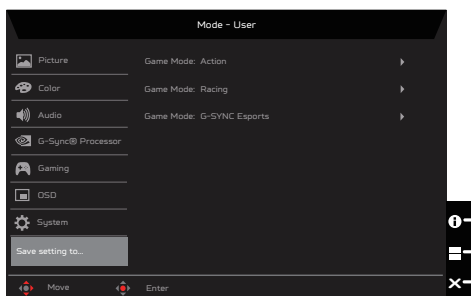 Mode - User
Picture
Color
Audio
G-Sync® Processor
Gaming
OSD
System
Save setting to...
Game Mode: Action
Game Mode: Racing
Game Mode: G-SYNC Esports
Move
Enter